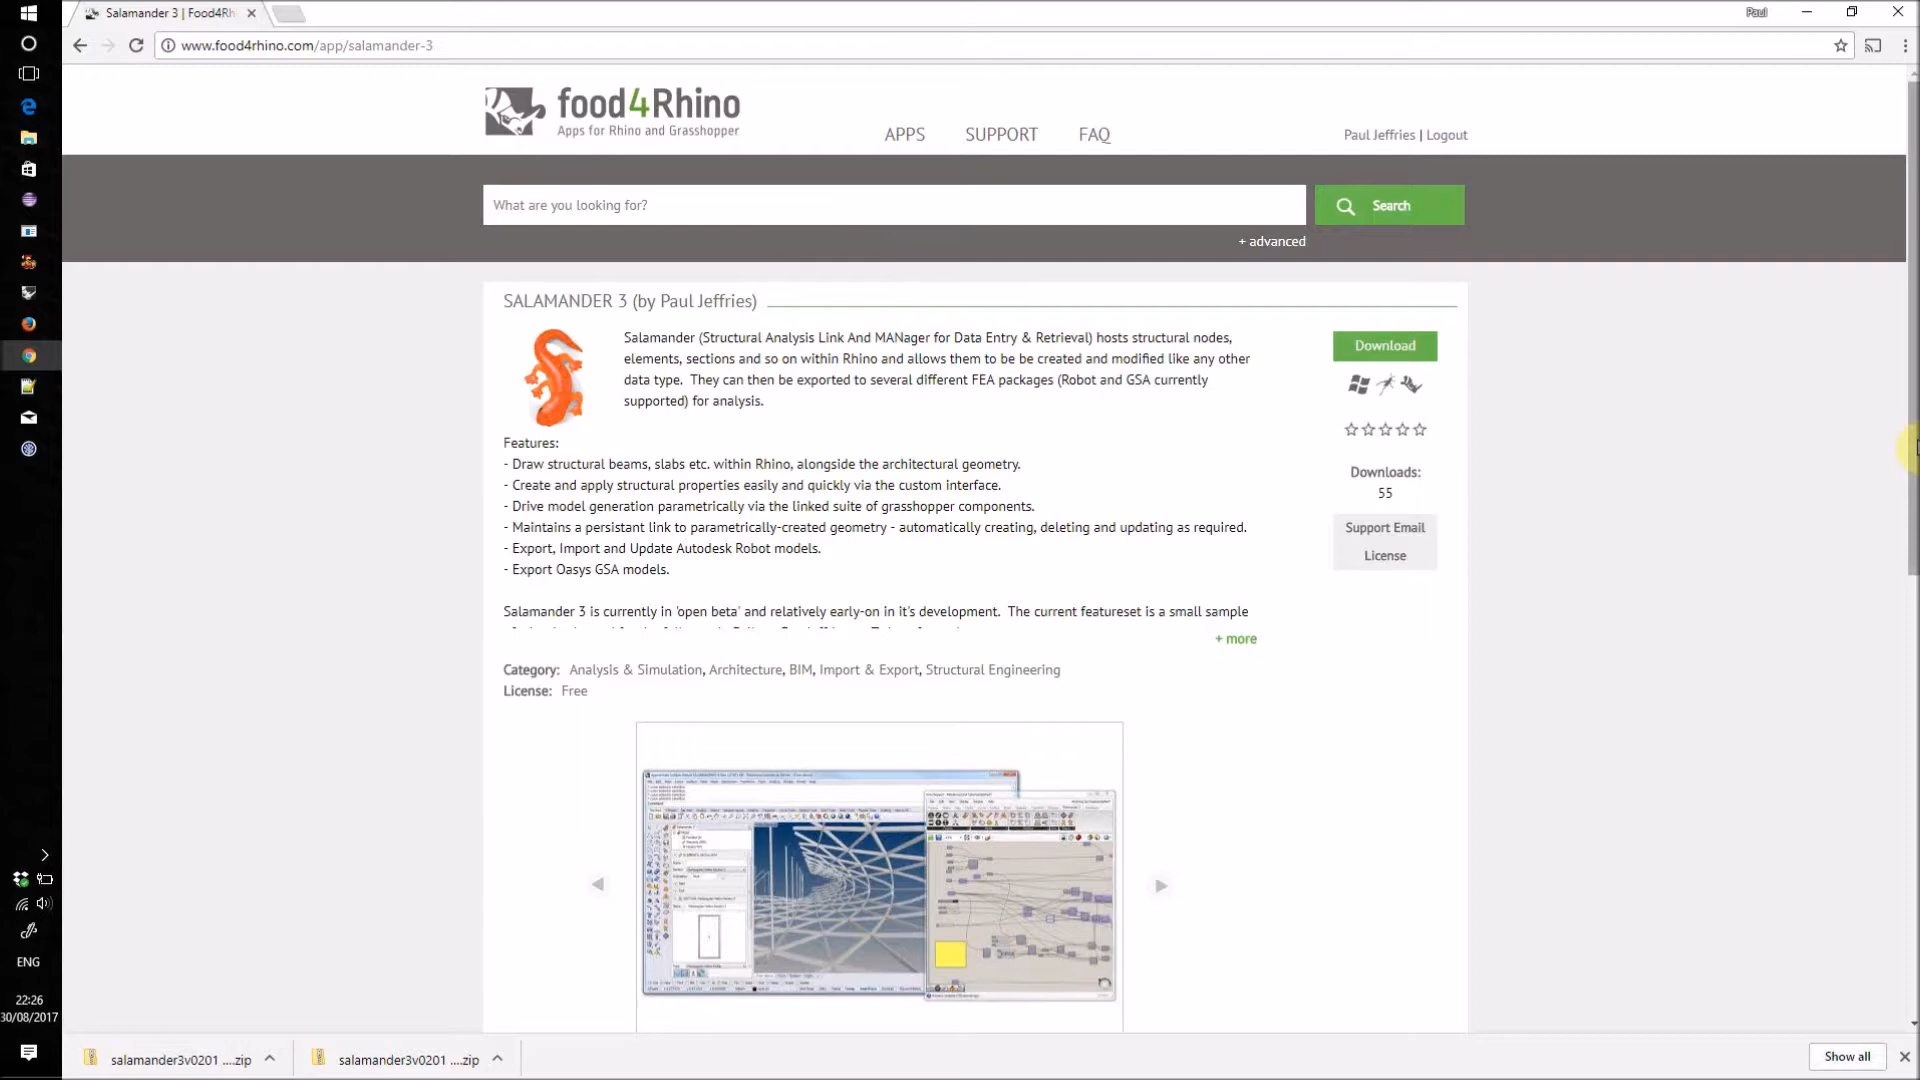 Salamander 3 | Food4Rh
Paul
www.food4rhino.com/app/salamander-3
food4Rhino
Apps for Rhino and Grasshopper
APPS SUPPORT FAQ
Paul Jeffries | Logout
What are you looking for?
Search
+ advanced
SALAMANDER 3 (by Paul Jeffries)
Salamander (Structural Analysis Link And MANager for Data Entry & Retrieval) hosts structural nodes,
elements, sections and so on within Rhino and allows them to be be created and modified like any other
data type. They can then be exported to several different FEA packages (Robot and GSA currently
supported) for analysis.
Download
Downloads:
55
Support Email
License
Features:
- Draw structural beams, slabs etc. within Rhino, alongside the architectural geometry.
- Create and apply structural properties easily and quickly via the custom interface.
- Drive model generation parametrically via the linked suite of grasshopper components.
- Maintains a persistant link to parametrically-created geometry - automatically creating, deleting and updating as required.
- Export, Import and Update Autodesk Robot models.
- Export Oasys GSA models.
Salamander 3 is currently in 'open beta' and relatively early-on in it's development. The current featureset is a small sample
+ more
Category: Analysis & Simulation, Architecture, BIM, Import & Export, Structural Engineering
License: Free
ENG
22:26
30/08/2017
salamander3v0201 ....zip
salamander3v0201 ....zip
Show all